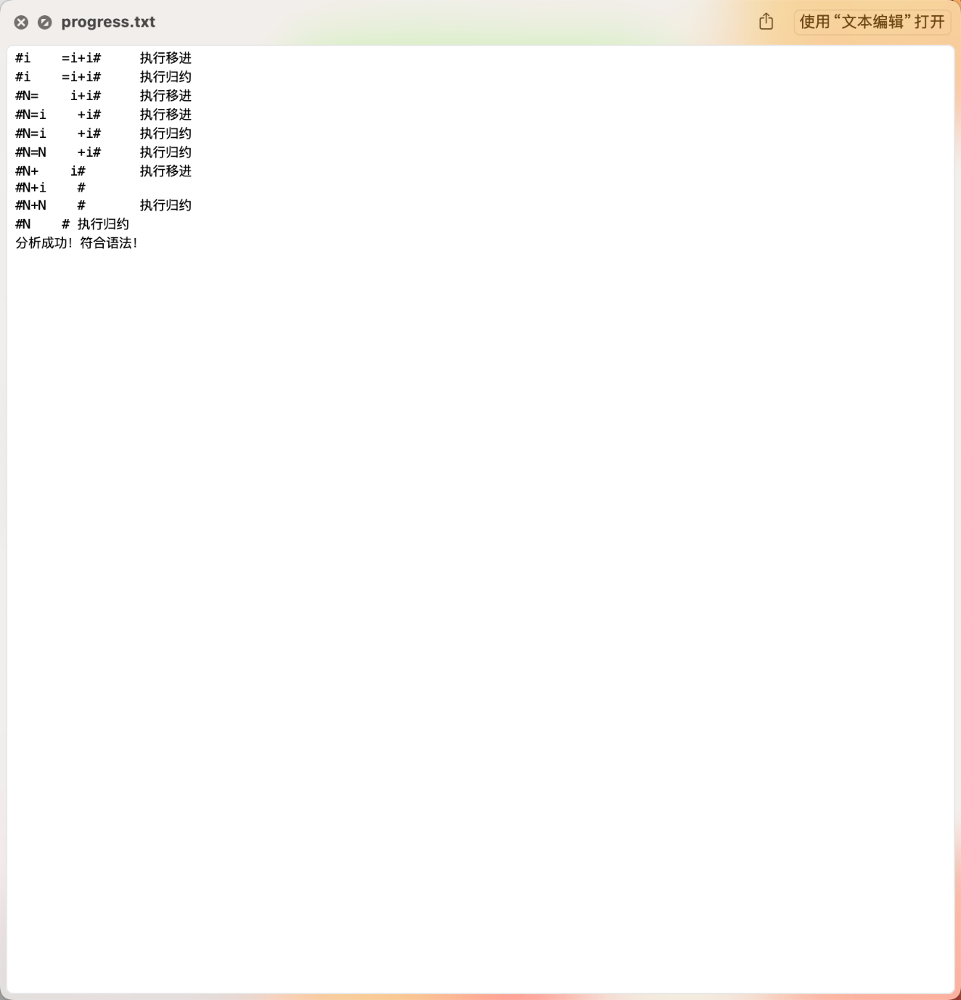 progress.txt
使用“文本编辑”打开
#i    =i+i#     执行移进
#i    =i+i#     执行归约
#N=    i+i#     执行移进
#N=i    +i#     执行移进
#N=i    +i#     执行归约
#N=N    +i#     执行归约
#N+    i#       执行移进
#N+i    #
#N+N    #       执行归约
#N    # 执行归约
分析成功！符合语法！